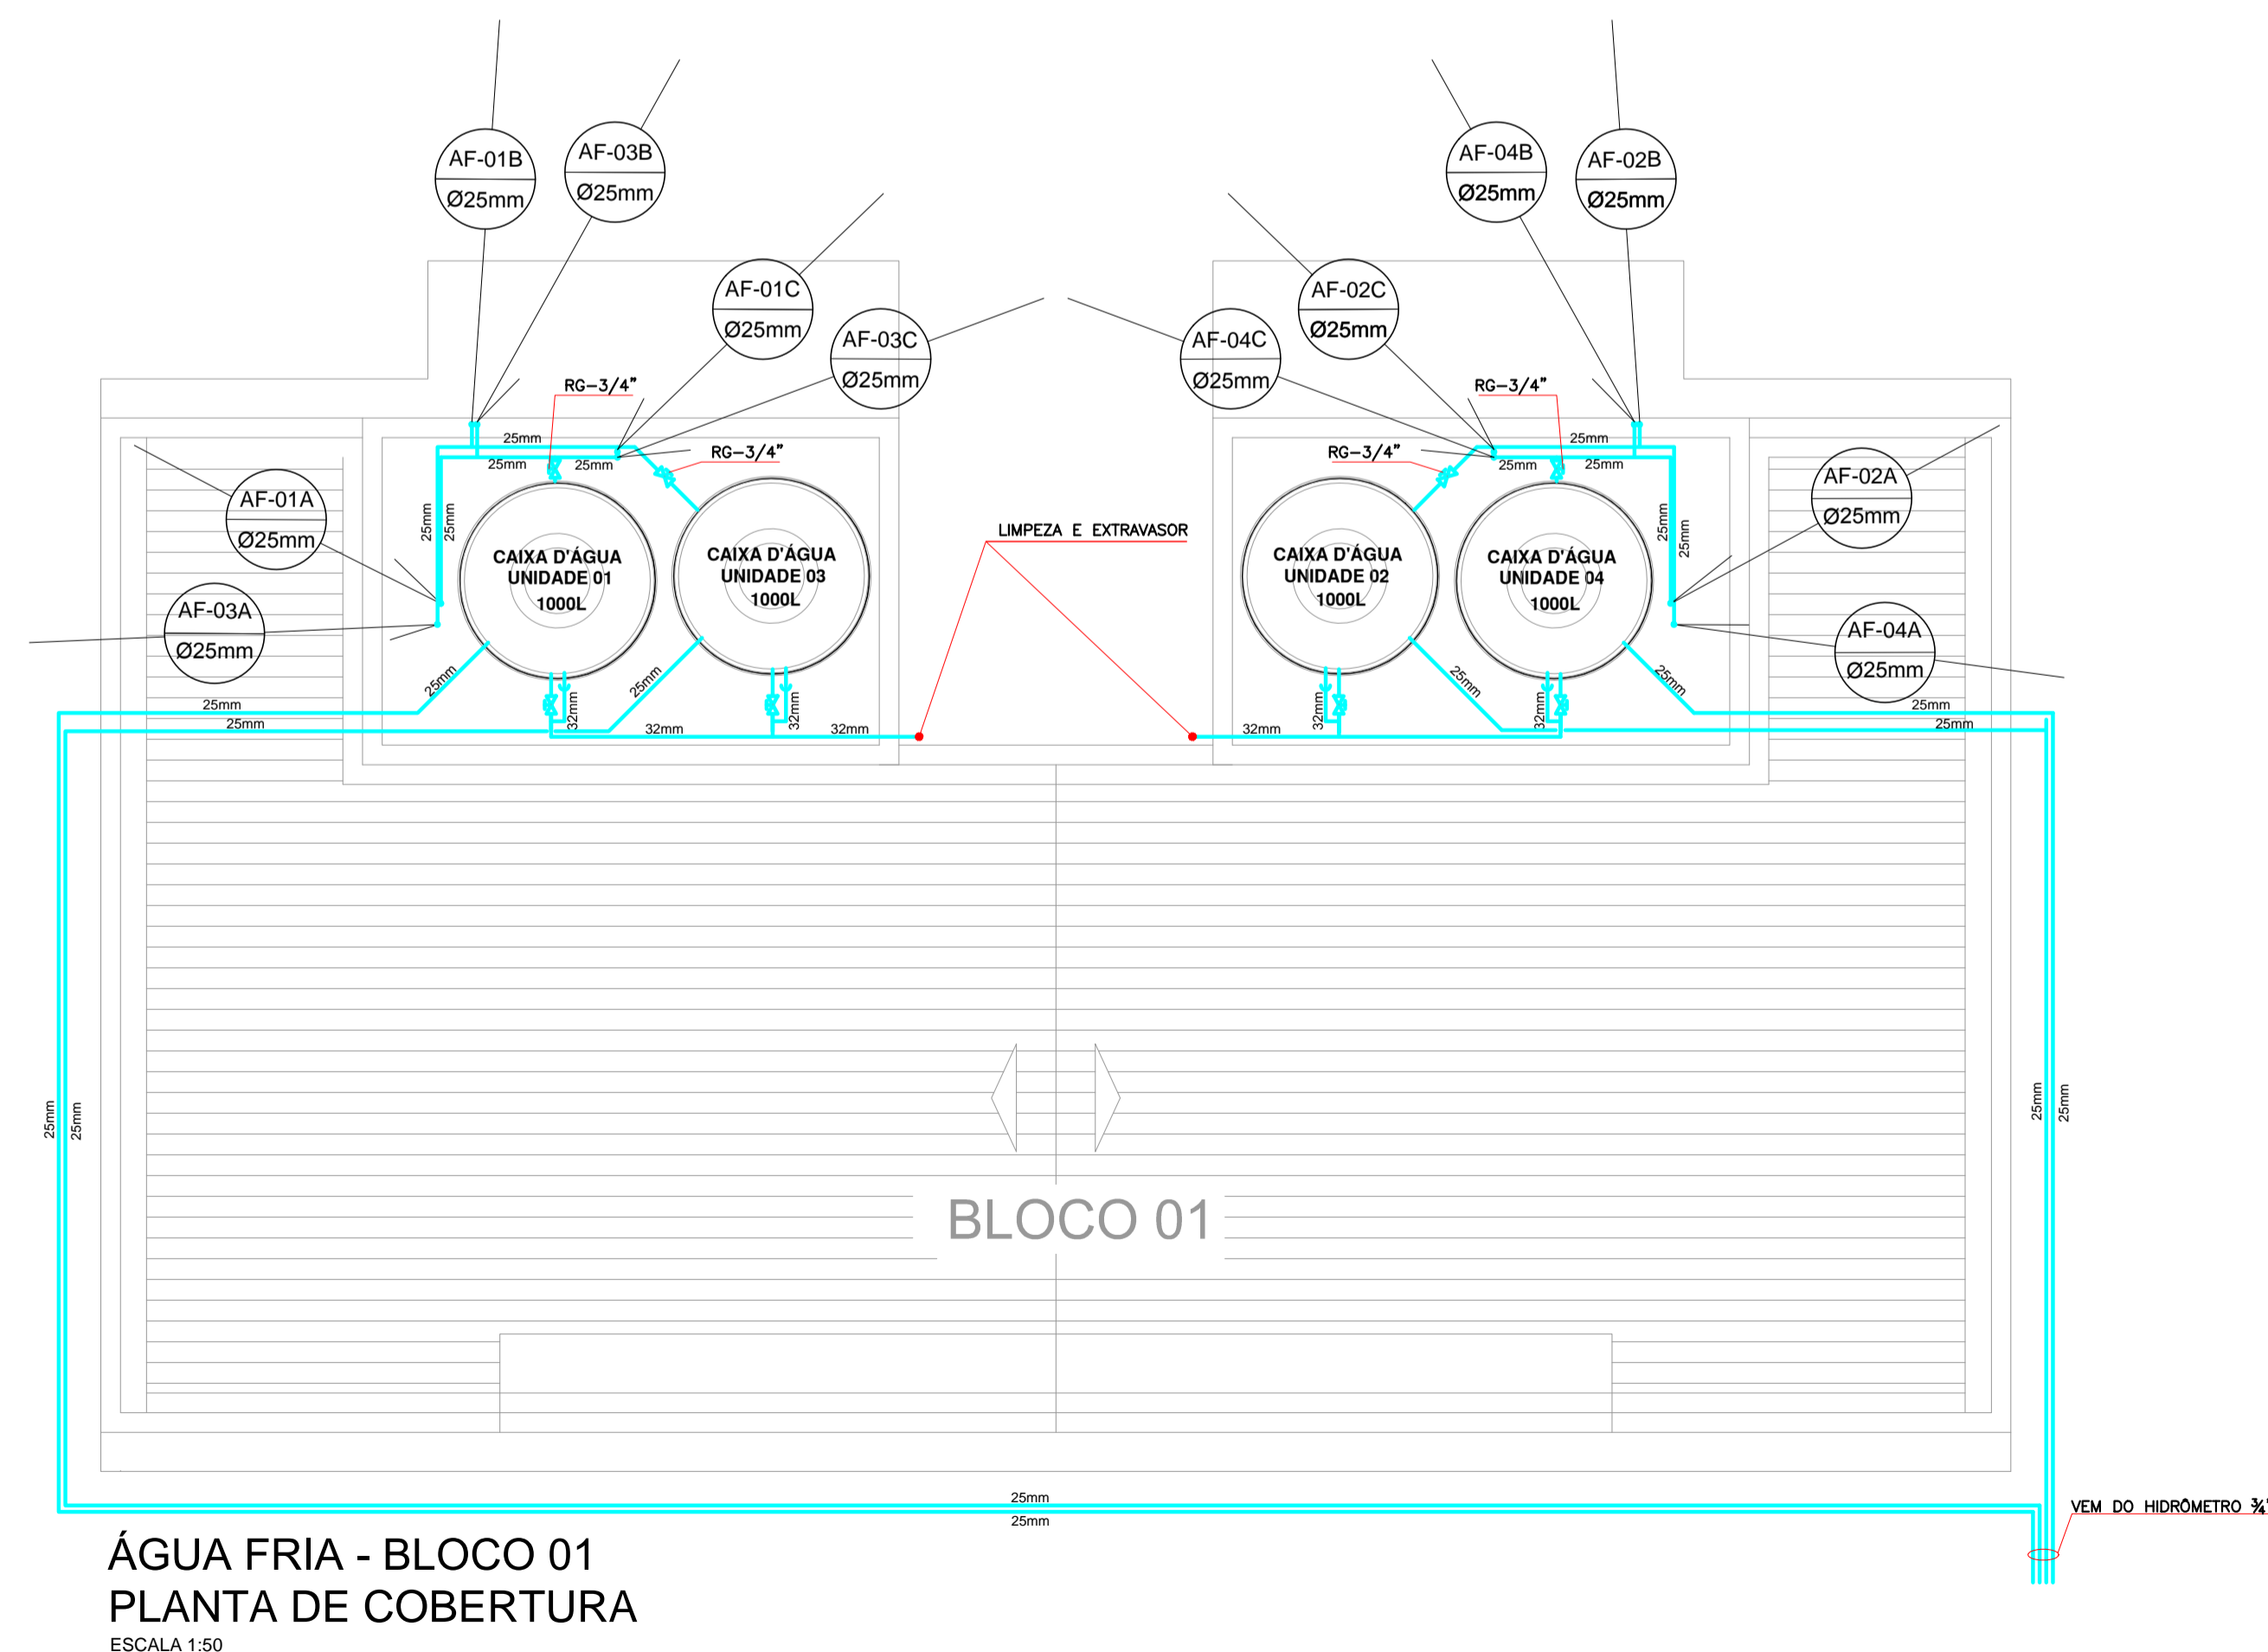 AF-01B
Ø25mm
AF-03B
Ø25mm
AF-04B
Ø25mm
AF-02B
Ø25mm
AF-01C
Ø25mm
AF-03C
Ø25mm
AF-04C
Ø25mm
AF-02C
Ø25mm
RG-3/4"
RG-3/4"
RG-3/4"
RG-3/4"
25mm
25mm
25mm
25mm
25mm
25mm
25mm
25mm
25mm
25mm
AF-01A
Ø25mm
AF-03A
Ø25mm
AF-02A
Ø25mm
AF-04A
Ø25mm
CAIXA D'ÁGUA
UNIDADE 01
1000L
CAIXA D'ÁGUA
UNIDADE 03
1000L
LIMPEZA E EXTRAVASOR
CAIXA D'ÁGUA
UNIDADE 02
1000L
CAIXA D'ÁGUA
UNIDADE 04
1000L
25mm
25mm
25mm
25mm
25mm
25mm
32mm
32mm
32mm
32mm
32mm
32mm
32mm
25mm
25mm
25mm
25mm
25mm
25mm
25mm
25mm
BLOCO 01
25mm
25mm
VEM DO HIDRÔMETRO ¾"
ÁGUA FRIA - BLOCO 01
PLANTA DE COBERTURA
ESCALA 1:50